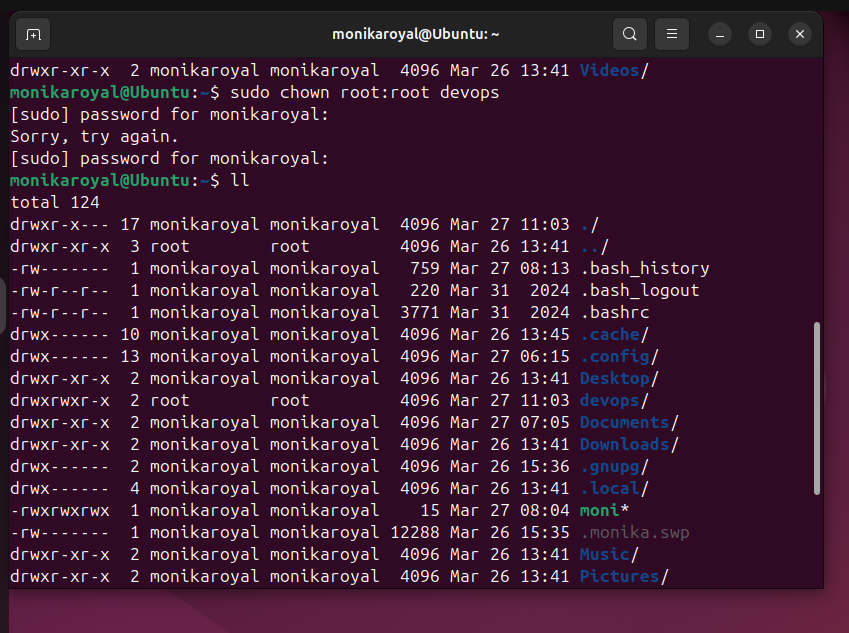 monikaroyal@Ubuntu: ~
drwxr-xr-x  2 monikaroyal monikaroyal  4096 Mar 26 13:41 Videos/
monikaroyal@Ubuntu:~$ sudo chown root:root devops
[sudo] password for monikaroyal:
Sorry, try again.
[sudo] password for monikaroyal:
monikaroyal@Ubuntu:~$ ll
total 124
drwxr-x--- 17 monikaroyal monikaroyal  4096 Mar 27 11:03 ./
drwxr-xr-x  3 root        root         4096 Mar 26 13:41 ../
-rw-------  1 monikaroyal monikaroyal   759 Mar 27 08:13 .bash_history
-rw-r--r--  1 monikaroyal monikaroyal   220 Mar 31  2024 .bash_logout
-rw-r--r--  1 monikaroyal monikaroyal  3771 Mar 31  2024 .bashrc
drwx------ 10 monikaroyal monikaroyal  4096 Mar 26 13:45 .cache/
drwx------ 13 monikaroyal monikaroyal  4096 Mar 27 06:15 .config/
drwxr-xr-x  2 monikaroyal monikaroyal  4096 Mar 26 13:41 Desktop/
drwxrwxr-x  2 root        root         4096 Mar 27 11:03 devops/
drwxr-xr-x  2 monikaroyal monikaroyal  4096 Mar 27 07:05 Documents/
drwxr-xr-x  2 monikaroyal monikaroyal  4096 Mar 26 13:41 Downloads/
drwx------  2 monikaroyal monikaroyal  4096 Mar 26 15:36 .gnupg/
drwx------  4 monikaroyal monikaroyal  4096 Mar 26 13:41 .local/
-rwxrwxrwx  1 monikaroyal monikaroyal    15 Mar 27 08:04 moni*
-rw-------  1 monikaroyal monikaroyal 12288 Mar 26 15:35 .monika.swp
drwxr-xr-x  2 monikaroyal monikaroyal  4096 Mar 26 13:41 Music/
drwxr-xr-x  2 monikaroyal monikaroyal  4096 Mar 26 13:41 Pictures/